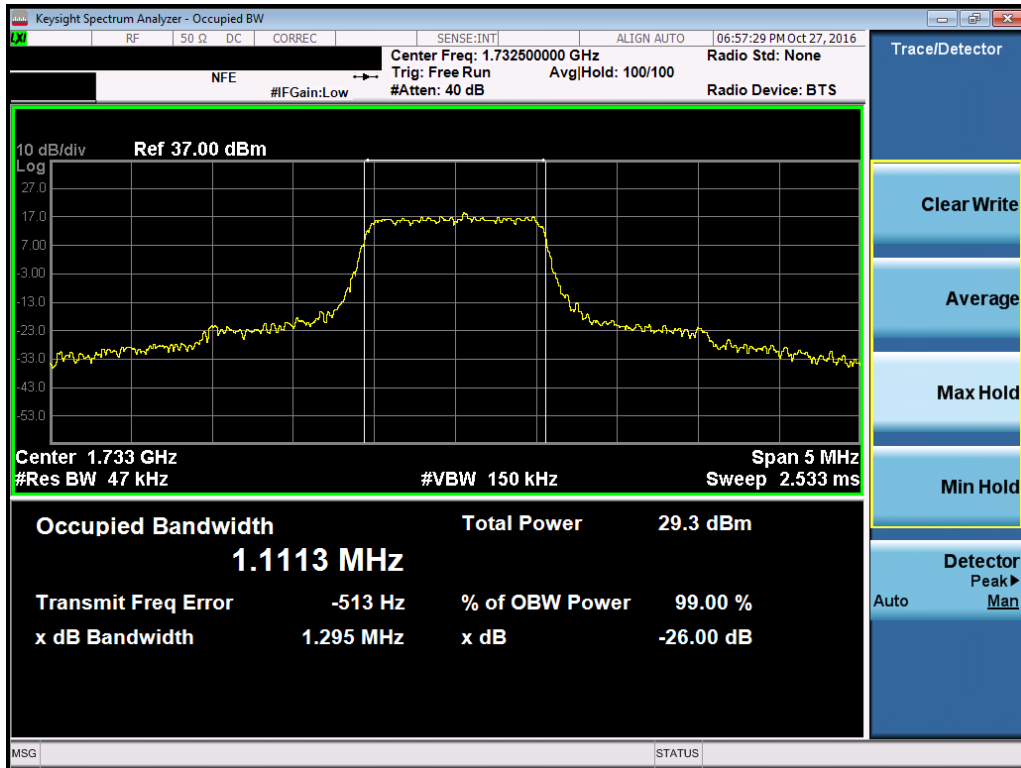 Keysight Spectrum Analyzer - Occupied BW
LXI RF 50 Ω DC CORREC SENSE:INT ALIGN AUTO 06:57:29 PM Oct 27, 2016
Center Freq: 1.732500000 GHz Radio Std: None
NFE Trig: Free Run Avg|Hold: 100/100
#IFGain:Low #Atten: 40 dB Radio Device: BTS
10 dB/div Ref 37.00 dBm
Log
27.0
17.0
7.00
-3.00
-13.0
-23.0
-33.0
-43.0
-53.0
Center 1.733 GHz Span 5 MHz
#Res BW 47 kHz #VBW 150 kHz Sweep 2.533 ms
Occupied Bandwidth Total Power 29.3 dBm
1.1113 MHz
Transmit Freq Error -513 Hz % of OBW Power 99.00 %
x dB Bandwidth 1.295 MHz x dB -26.00 dB
MSG STATUS
Trace/Detector
Clear Write
Average
Max Hold
Min Hold
Detector
Peak▶
Auto Man